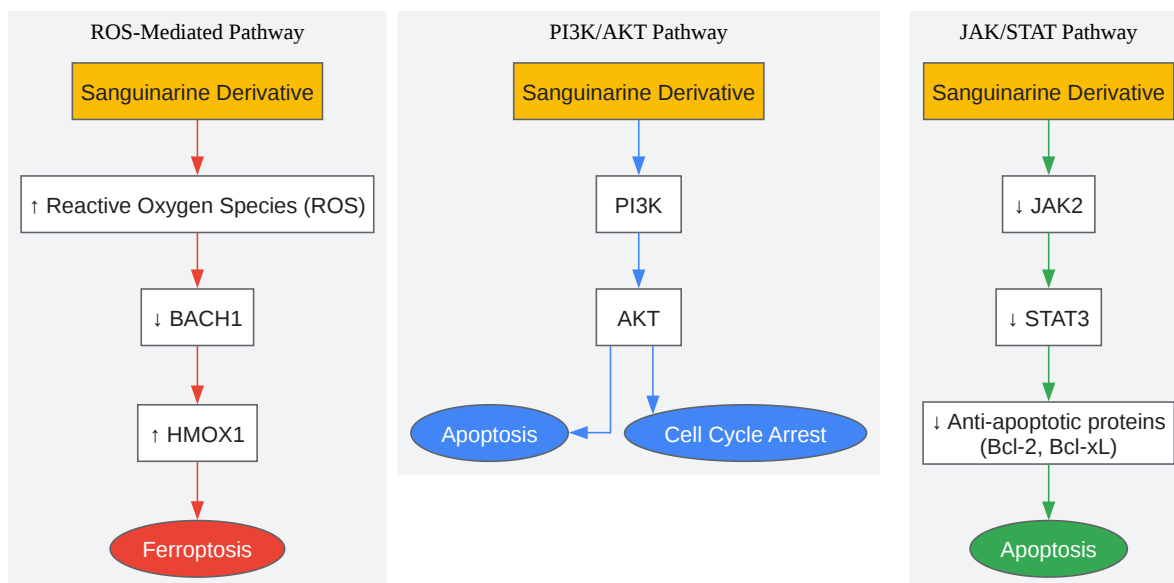 ROS-Mediated Pathway
Sanguinarine Derivative
↑ Reactive Oxygen Species (ROS)
↓ BACH1
↑ HMOX1
Ferroptosis
PI3K/AKT Pathway
Sanguinarine Derivative
PI3K
AKT
Apoptosis
Cell Cycle Arrest
JAK/STAT Pathway
Sanguinarine Derivative
↓ JAK2
↓ STAT3
↓ Anti-apoptotic proteins
(Bcl-2, Bcl-xL)
Apoptosis